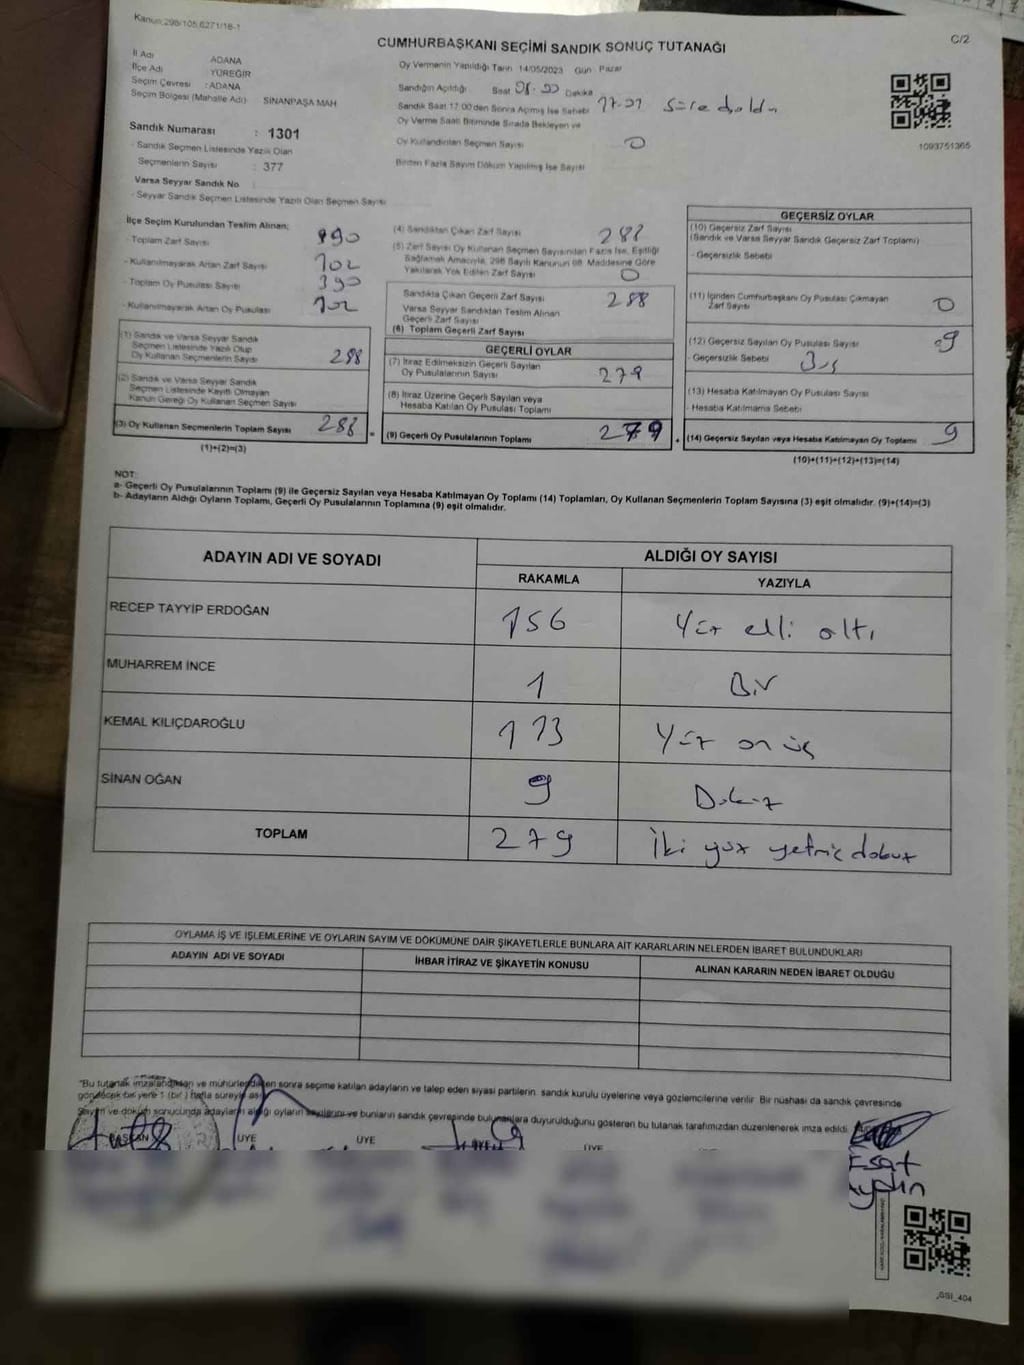 Kanun:298/105,6271/18-1
C/2
CUMHURBAŞKANI SEÇİMİ SANDIK SONUÇ TUTANAĞI
İl Adı ADANA
İlçe Adı YÜREĞİR
Seçim Çevresi : ADANA
Seçim Bölgesi (Mahalle Adı) SİNANPAŞA MAH
Oy Vermenin Yapıldığı Tarih 14/05/2023 Gün Pazar
Sandığın Açıldığı Saat Dakika
Sandık Saat 17:00'den Sonra Açılmış İse Sebebi 17.01 Süre doldu
Oy Verme Saati Bitiminde Sırada Bekleyen ve
Oy Kullandırılan Seçmen Sayısı 0
Birden Fazla Sayım Döküm Yapılmış İse Sayısı
1093751365
Sandık Numarası : 1301
- Sandık Seçmen Listesinde Yazılı Olan
Seçmenlerin Sayısı : 377
Varsa Seyyar Sandık No
- Seyyar Sandık Seçmen Listesinde Yazılı Olan Seçmen Sayısı
İlçe Seçim Kurulundan Teslim Alınan;
- Toplam Zarf Sayısı 390
- Kullanılmayarak Artan Zarf Sayısı 102
- Toplam Oy Pusulası Sayısı 390
- Kullanılmayarak Artan Oy Pusulası 102
(1) Sandık ve Varsa Seyyar Sandık
Seçmen Listesinde Yazılı Olup
Oy Kullanan Seçmenlerin Sayısı 288
(2) Sandık ve Varsa Seyyar Sandık
Seçmen Listesinde Kayıtlı Olmayan
Kanun Gereği Oy Kullanan Seçmen Sayısı
(3) Oy Kullanan Seçmenlerin Toplam Sayısı 288
(1)+(2)=(3)
(4) Sandıktan Çıkan Zarf Sayısı 288
(5) Zarf Sayısı Oy Kullanan Seçmen Sayısından Fazla İse, Eşitliği
Sağlamak Amacıyla, 298 Sayılı Kanunun 98. Maddesine Göre
Yakılarak Yok Edilen Zarf Sayısı 0
Sandıkta Çıkan Geçerli Zarf Sayısı 288
Varsa Seyyar Sandıktan Teslim Alınan
Geçerli Zarf Sayısı
(6) Toplam Geçerli Zarf Sayısı
GEÇERLİ OYLAR
(7) İtiraz Edilmeksizin Geçerli Sayılan
Oy Pusulalarının Sayısı 279
(8) İtiraz Üzerine Geçerli Sayılan veya
Hesaba Katılan Oy Pusulası Toplamı
= (9) Geçerli Oy Pusulalarının Toplamı 279
GEÇERSİZ OYLAR
(10) Geçersiz Zarf Sayısı
(Sandık ve Varsa Seyyar Sandık Geçersiz Zarf Toplamı)
- Geçersizlik Sebebi
(11) İçinden Cumhurbaşkanı Oy Pusulası Çıkmayan
Zarf Sayısı 0
(12) Geçersiz Sayılan Oy Pusulası Sayısı 9
- Geçersizlik Sebebi
(13) Hesaba Katılmayan Oy Pusulası Sayısı
- Hesaba Katılmama Sebebi
+ (14) Geçersiz Sayılan veya Hesaba Katılmayan Oy Toplamı 9
(10)+(11)+(12)+(13)=(14)
NOT:
a- Geçerli Oy Pusulalarının Toplamı (9) ile Geçersiz Sayılan veya Hesaba Katılmayan Oy Toplamı (14) Toplamları, Oy Kullanan Seçmenlerin Toplam Sayısına (3) eşit olmalıdır. (9)+(14)=(3)
b- Adayların Aldığı Oyların Toplamı, Geçerli Oy Pusulalarının Toplamına (9) eşit olmalıdır.
ADAYIN ADI VE SOYADI ALDIĞI OY SAYISI
RAKAMLA YAZIYLA
RECEP TAYYİP ERDOĞAN 156 Yüz elli altı
MUHARREM İNCE 1 Bir
KEMAL KILIÇDAROĞLU 113 Yüz on üç
SİNAN OĞAN 9 Dokuz
TOPLAM 279 İki yüz yetmiş dokuz
OYLAMA İŞ VE İŞLEMLERİNE VE OYLARIN SAYIM VE DÖKÜMÜNE DAİR ŞİKAYETLERLE BUNLARA AİT KARARLARIN NELERDEN İBARET BULUNDUKLARI
ADAYIN ADI VE SOYADI İHBAR İTİRAZ VE ŞİKAYETİN KONUSU ALINAN KARARIN NEDEN İBARET OLDUĞU
"Bu tutanak imzalandıktan ve mühürlendikten sonra seçime katılan adayların ve talep eden siyasi partilerin sandık kurulu üyelerine veya gözlemcilerine verilir. Bir nüshası da sandık çevresinde
görülecek bir yere 1 (bir) hafta süreyle asılır.
Sayım ve döküm sonucunda adayların aldığı oyların sayılarını ve bunların sandık çevresinde bulunanlara duyurulduğunu gösteren bu tutanak tarafımızdan düzenlenerek imza edildi.
BAŞKAN ÜYE ÜYE ÜYE ÜYE
Esat
Aydın
GSI_404